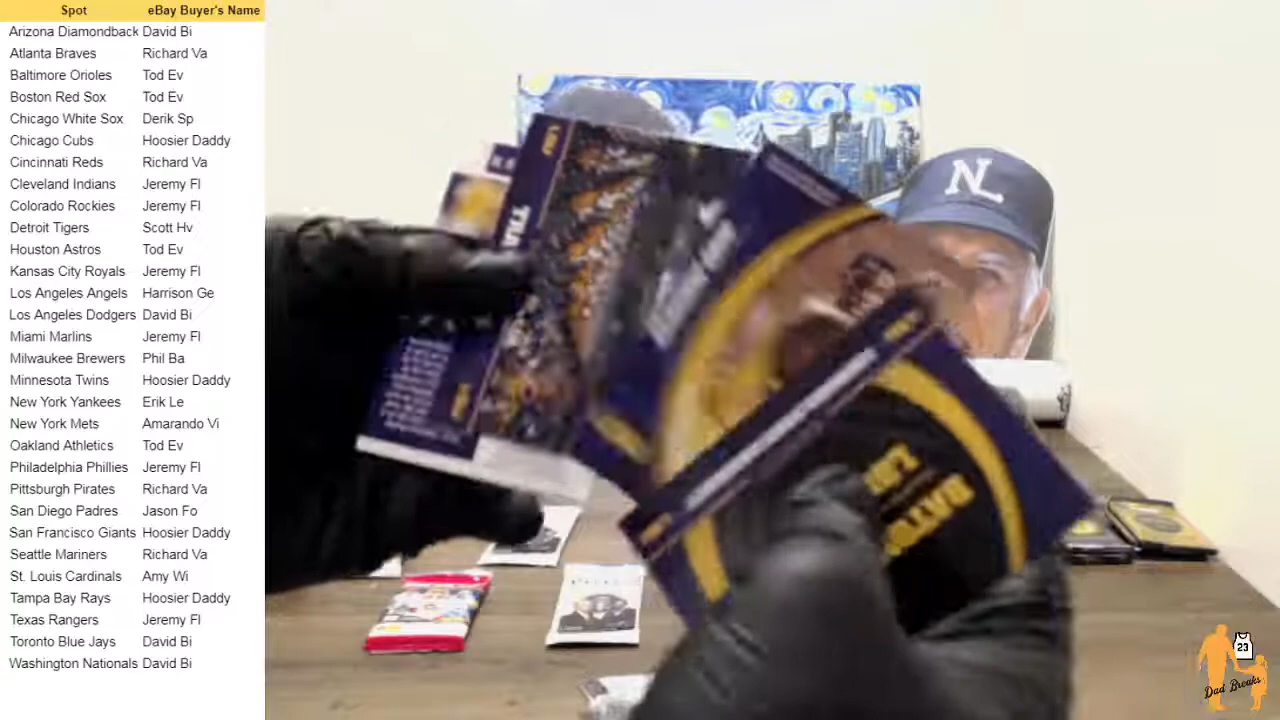 Spot eBay Buyer's Name
Arizona Diamondback David Bi
Atlanta Braves Richard Va
Baltimore Orioles Tod Ev
Boston Red Sox Tod Ev
Chicago White Sox Derik Sp
Chicago Cubs Hoosier Daddy
Cincinnati Reds Richard Va
Cleveland Indians Jeremy Fl
Colorado Rockies Jeremy Fl
Detroit Tigers Scott Hv
Houston Astros Tod Ev
Kansas City Royals Jeremy Fl
Los Angeles Angels Harrison Ge
Los Angeles Dodgers David Bi
Miami Marlins Jeremy Fl
Milwaukee Brewers Phil Ba
Minnesota Twins Hoosier Daddy
New York Yankees Erik Le
New York Mets Amarando Vi
Oakland Athletics Tod Ev
Philadelphia Phillies Jeremy Fl
Pittsburgh Pirates Richard Va
San Diego Padres Jason Fo
San Francisco Giants Hoosier Daddy
Seattle Mariners Richard Va
St. Louis Cardinals Amy Wi
Tampa Bay Rays Hoosier Daddy
Texas Rangers Jeremy Fl
Toronto Blue Jays David Bi
Washington Nationals David Bi
NL
23
Dad Breaks